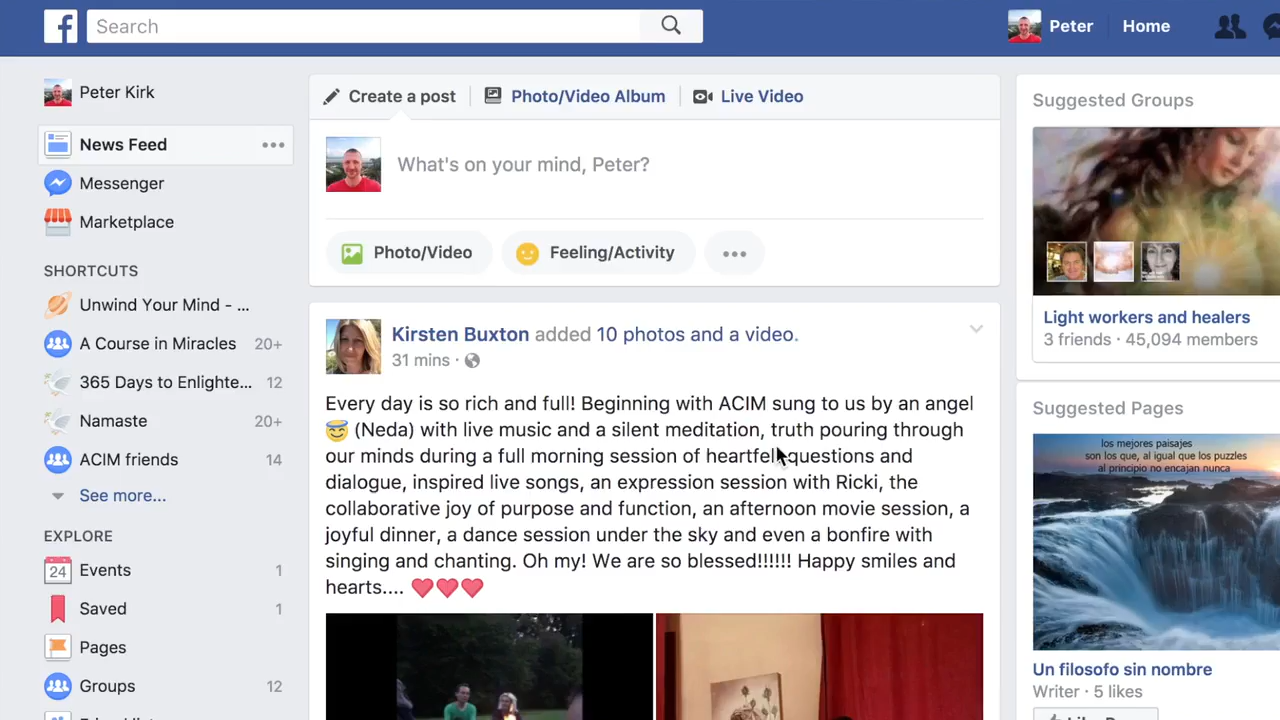 Search
Peter
Home
Peter Kirk
News Feed
Messenger
Marketplace
SHORTCUTS
Unwind Your Mind - ...
A Course in Miracles 20+
365 Days to Enlighte... 12
Namaste 20+
ACIM friends 14
See more...
EXPLORE
24 Events 1
Saved 1
Pages
Groups 12
Create a post
Photo/Video Album
Live Video
What's on your mind, Peter?
Photo/Video
Feeling/Activity
Kirsten Buxton added 10 photos and a video.
31 mins ·
Every day is so rich and full! Beginning with ACIM sung to us by an angel
😇 (Neda) with live music and a silent meditation, truth pouring through
our minds during a full morning session of heartfelt questions and
dialogue, inspired live songs, an expression session with Ricki, the
collaborative joy of purpose and function, an afternoon movie session, a
joyful dinner, a dance session under the sky and even a bonfire with
singing and chanting. Oh my! We are so blessed!!!!!! Happy smiles and
hearts.... ❤️❤️❤️
Suggested Groups
Light workers and healers
3 friends · 45,094 members
Suggested Pages
los mejores paisajes
son los que, al igual que los puzzles
al principio no encajan nunca
Un filosofo sin nombre
Writer · 5 likes